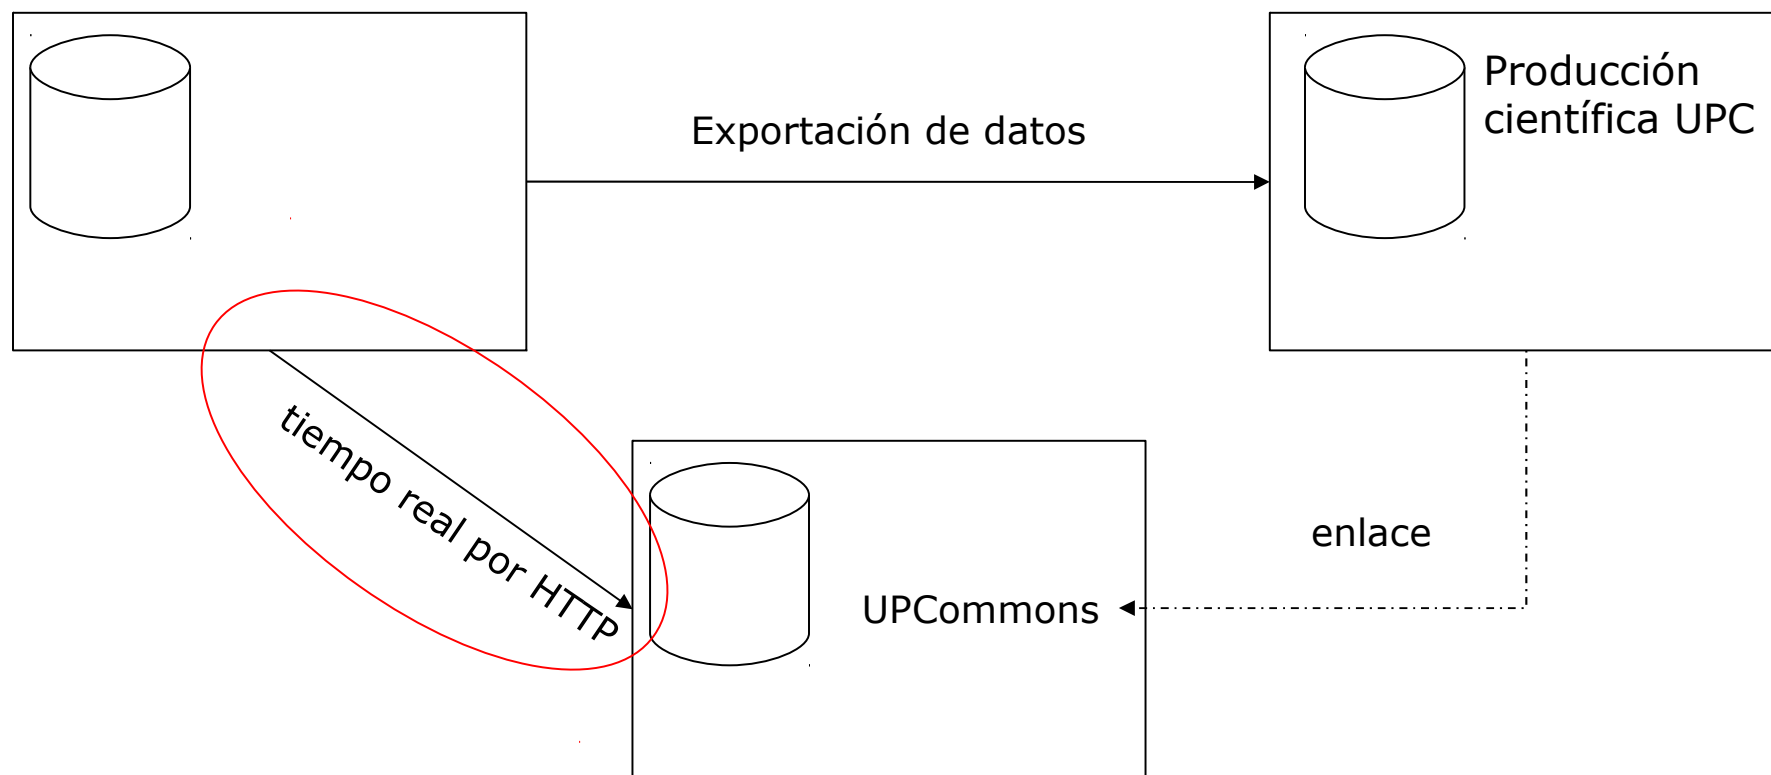 Exportación de datos
Producción
científica UPC
tiempo real por HTTP
enlace
UPCommons